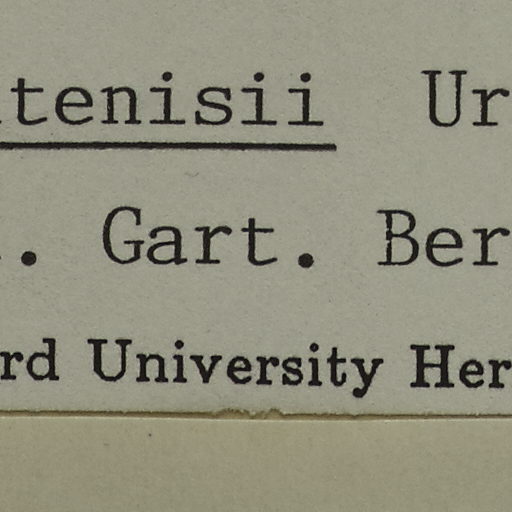 tenisii Ur
. Gart. Ber
rd University Her